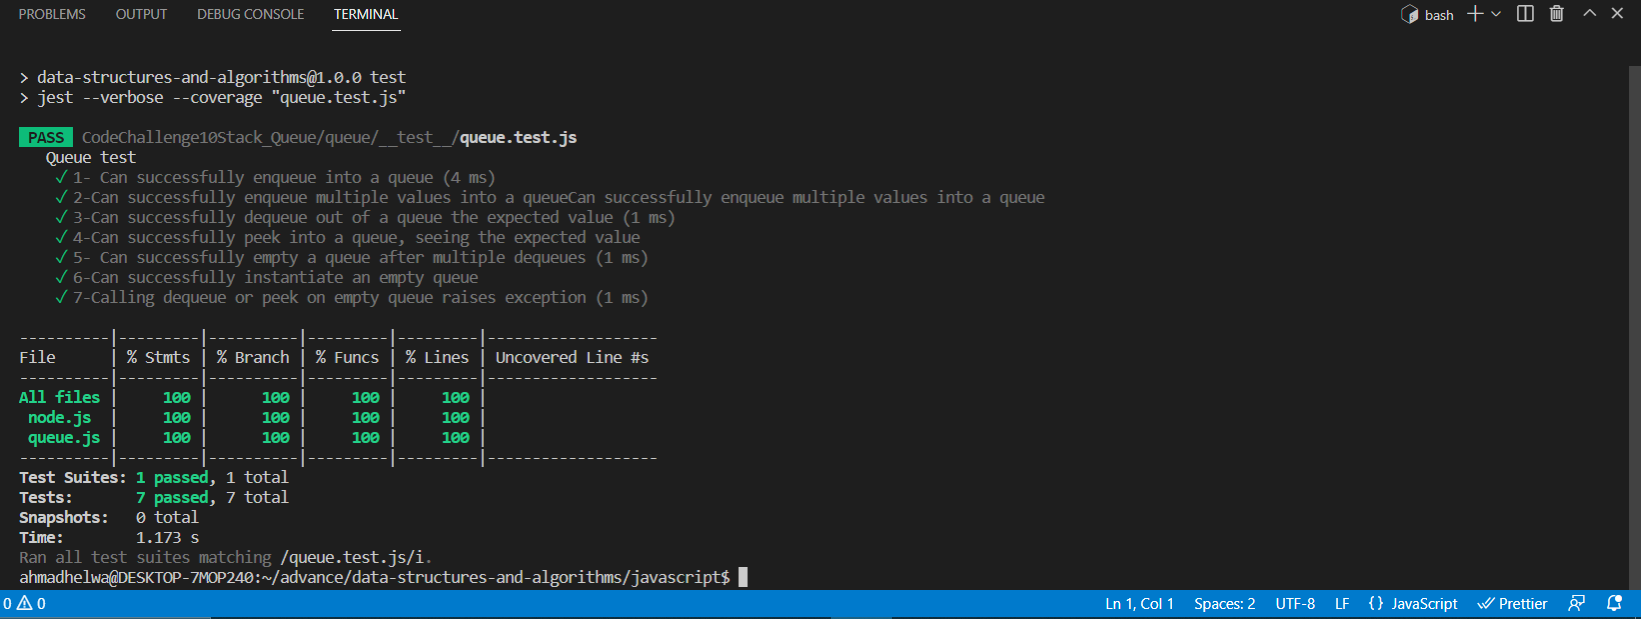 PROBLEMS OUTPUT DEBUG CONSOLE TERMINAL bash
> data-structures-and-algorithms@1.0.0 test
> jest --verbose --coverage "queue.test.js"
PASS CodeChallenge10Stack_Queue/queue/__test__/queue.test.js
Queue test
✓ 1- Can successfully enqueue into a queue (4 ms)
✓ 2-Can successfully enqueue multiple values into a queueCan successfully enqueue multiple values into a queue
✓ 3-Can successfully dequeue out of a queue the expected value (1 ms)
✓ 4-Can successfully peek into a queue, seeing the expected value
✓ 5- Can successfully empty a queue after multiple dequeues (1 ms)
✓ 6-Can successfully instantiate an empty queue
✓ 7-Calling dequeue or peek on empty queue raises exception (1 ms)
----------|---------|----------|---------|---------|-------------------
File      | % Stmts | % Branch | % Funcs | % Lines | Uncovered Line #s
----------|---------|----------|---------|---------|-------------------
All files |     100 |      100 |     100 |     100 |
 node.js  |     100 |      100 |     100 |     100 |
 queue.js |     100 |      100 |     100 |     100 |
----------|---------|----------|---------|---------|-------------------
Test Suites: 1 passed, 1 total
Tests:       7 passed, 7 total
Snapshots:   0 total
Time:        1.173 s
Ran all test suites matching /queue.test.js/i.
ahmadhelwa@DESKTOP-7MOP240:~/advance/data-structures-and-algorithms/javascript$
0 0 Ln 1, Col 1 Spaces: 2 UTF-8 LF {} JavaScript Prettier